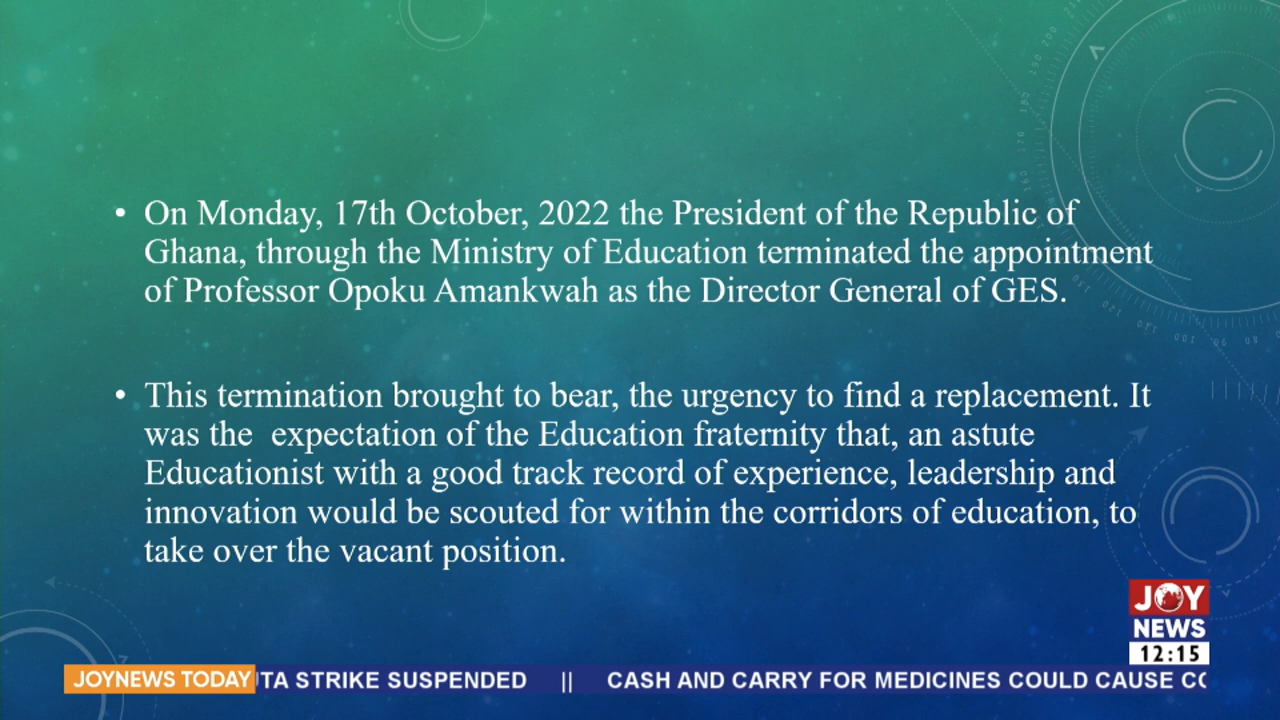 • On Monday, 17th October, 2022 the President of the Republic of
Ghana, through the Ministry of Education terminated the appointment
of Professor Opoku Amankwah as the Director General of GES.
• This termination brought to bear, the urgency to find a replacement. It
was the  expectation of the Education fraternity that, an astute
Educationist with a good track record of experience, leadership and
innovation would be scouted for within the corridors of education, to
take over the vacant position.
JOY
NEWS
12:15
JOYNEWS TODAY
STRIKE SUSPENDED || CASH AND CARRY FOR MEDICINES COULD CAUSE